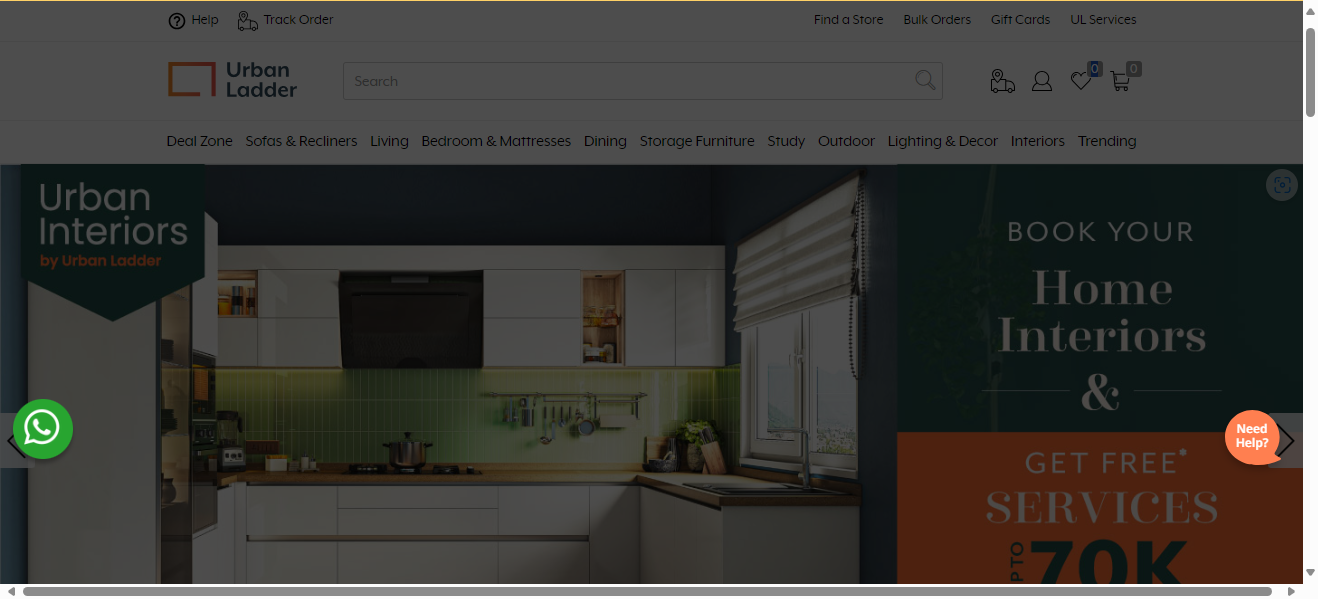 Help Track Order Find a Store Bulk Orders Gift Cards UL Services
Urban
Ladder
Search
0 0
Deal Zone Sofas & Recliners Living Bedroom & Mattresses Dining Storage Furniture Study Outdoor Lighting & Decor Interiors Trending
Urban
Interiors
by Urban Ladder
BOOK YOUR
Home
Interiors
&
Need
Help?
GET FREE*
SERVICES
PTO
70K